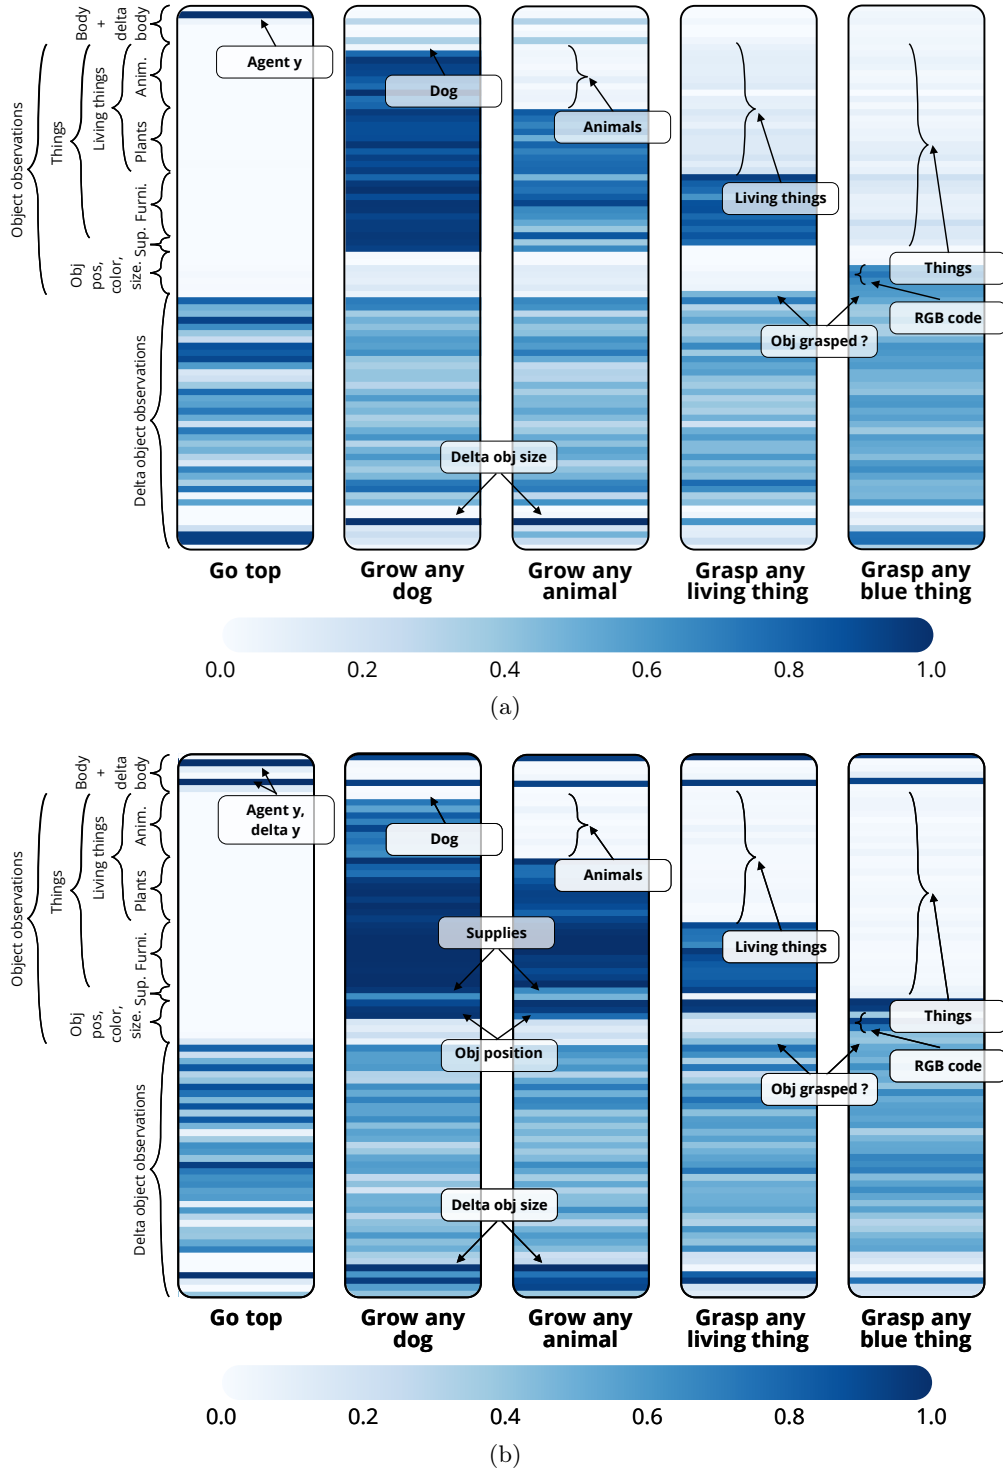 Body
+
delta
body
Object observations
Things
Living things
Anim.
Plants
Furni.
Sup.
Obj
pos,
color,
size.
Delta object observations
Agent y
Dog
Animals
Living things
Things
RGB code
Obj grasped ?
Delta obj size
Go top
Grow any
dog
Grow any
animal
Grasp any
living thing
Grasp any
blue thing
0.0 0.2 0.4 0.6 0.8 1.0
(a)
Body
+
delta
body
Object observations
Things
Living things
Anim.
Plants
Furni.
Sup.
Obj
pos,
color,
size.
Delta object observations
Agent y,
delta y
Dog
Animals
Supplies
Living things
Things
Obj position
RGB code
Obj grasped ?
Delta obj size
Go top
Grow any
dog
Grow any
animal
Grasp any
living thing
Grasp any
blue thing
0.0 0.2 0.4 0.6 0.8 1.0
(b)